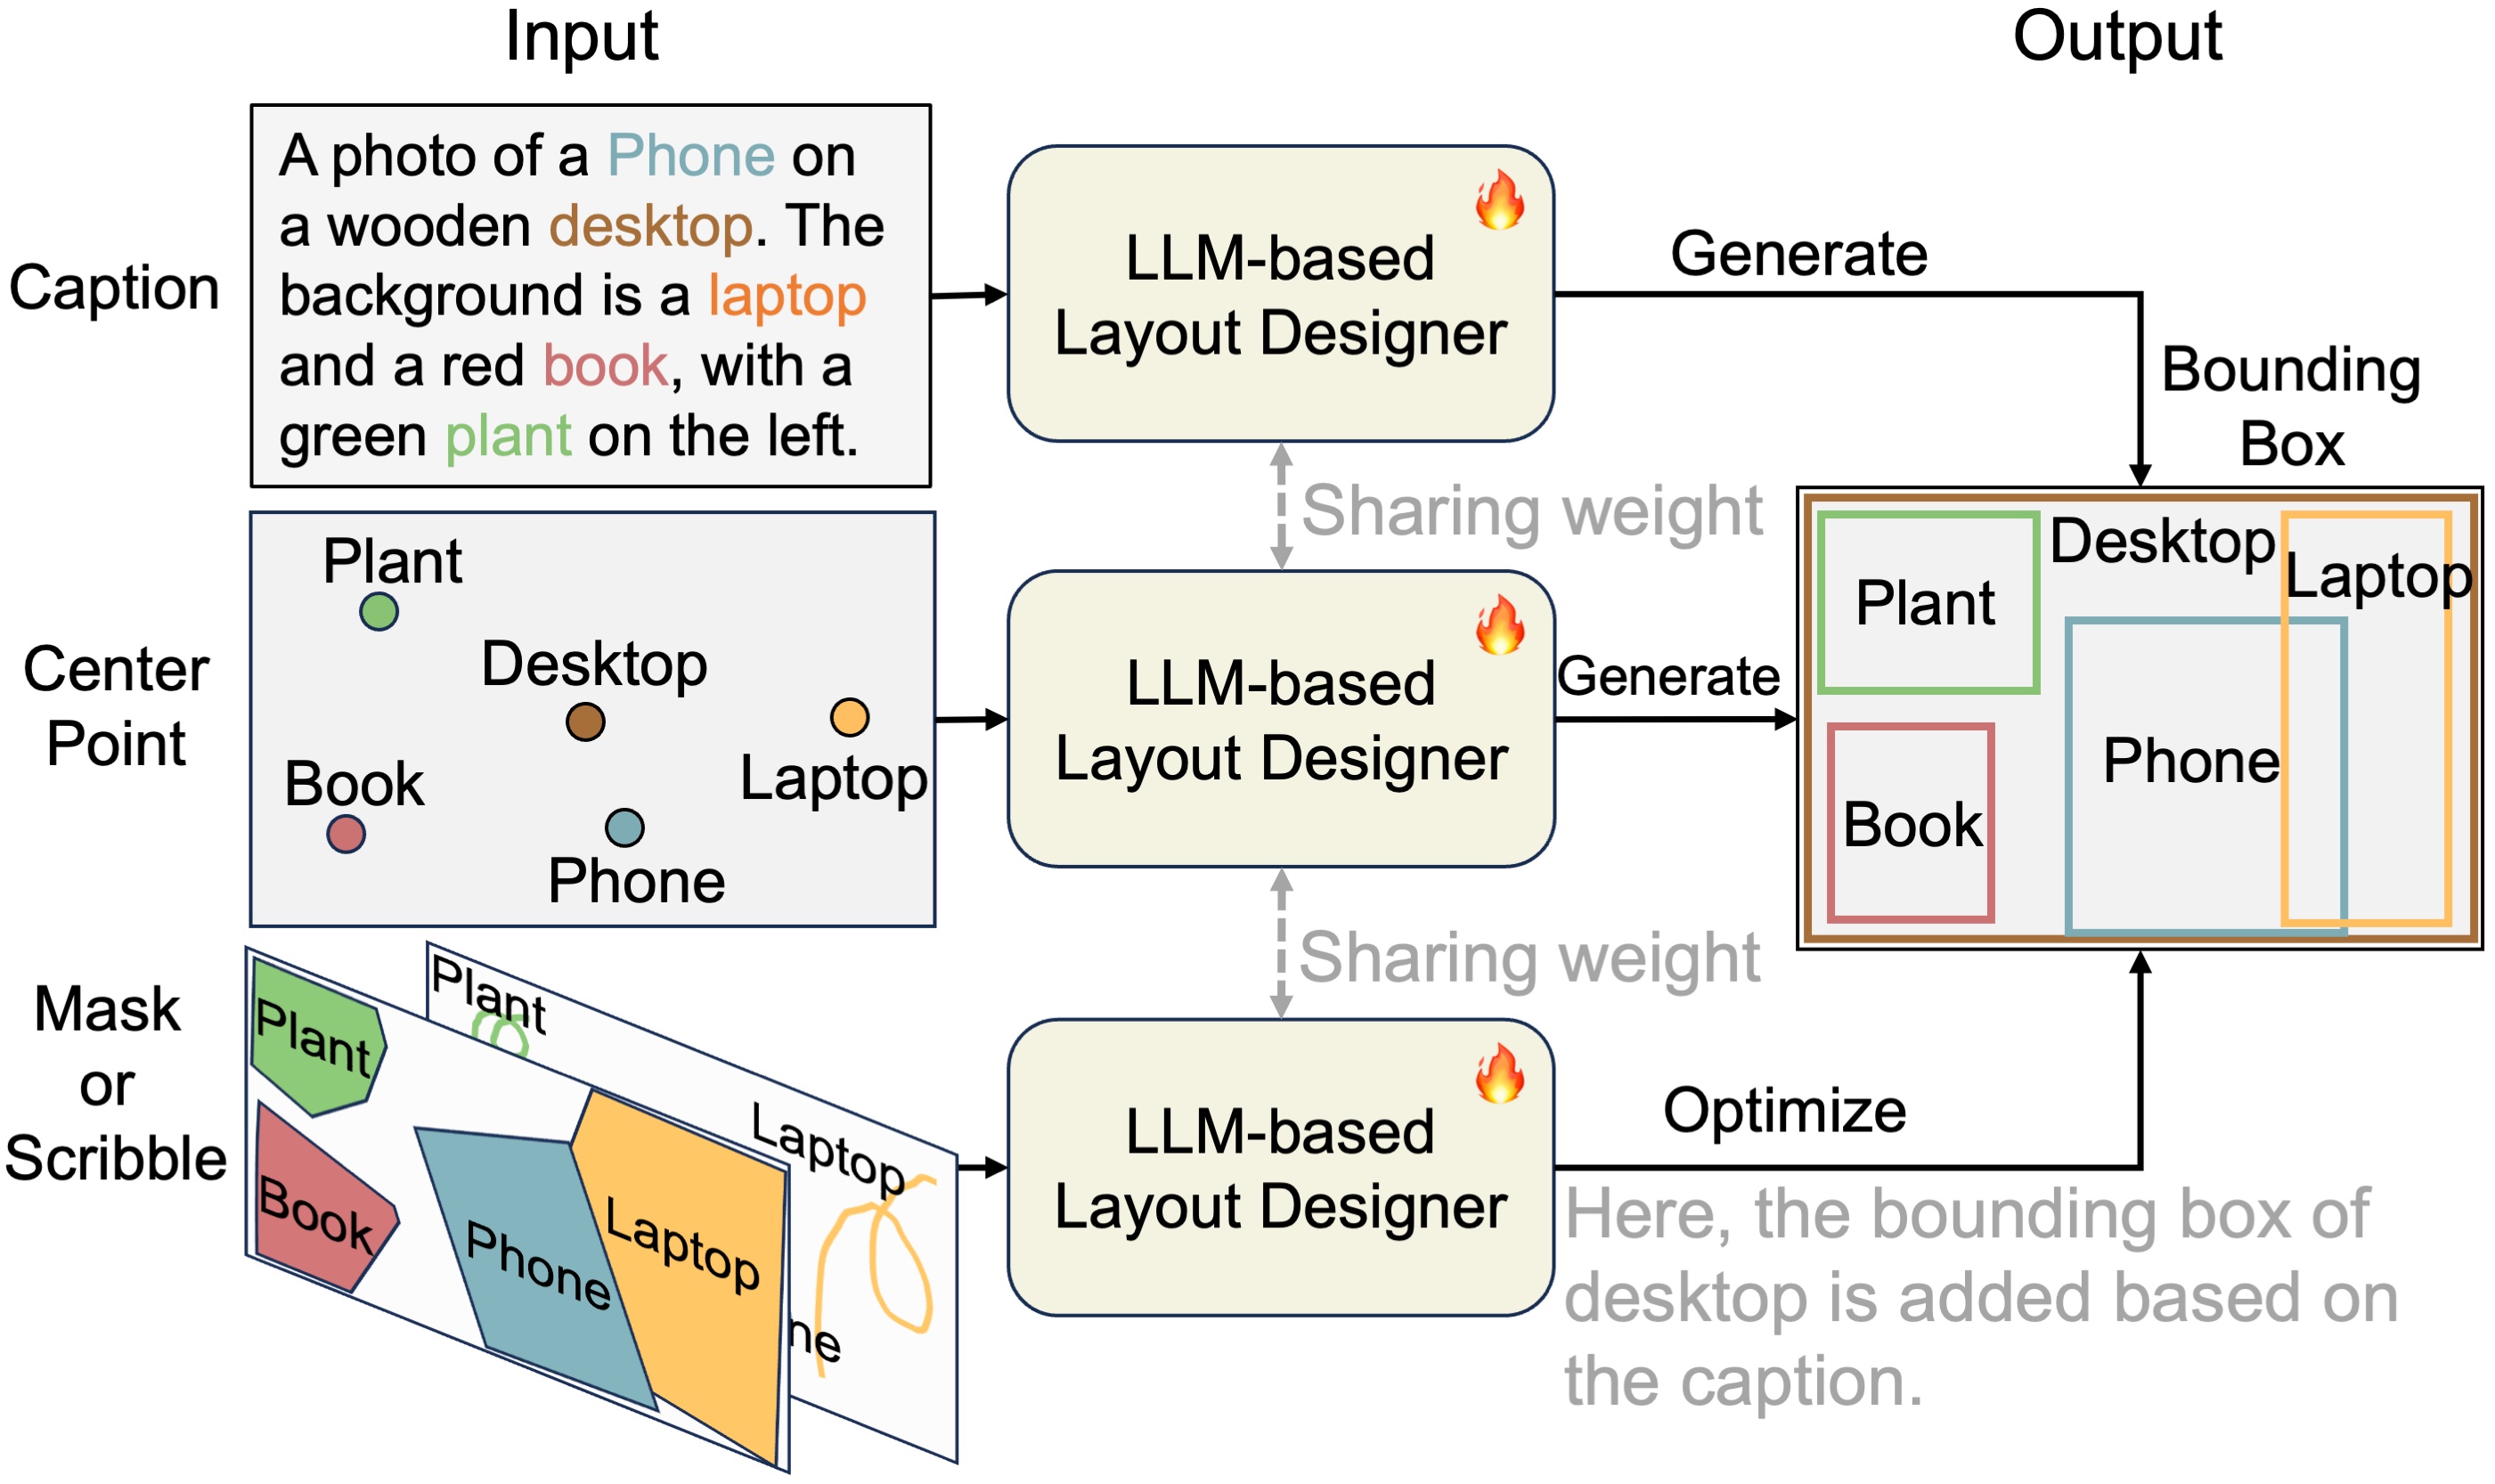 Input
Output
Caption
A photo of a Phone on
a wooden desktop. The
background is a laptop
and a red book, with a
green plant on the left.
LLM-based
Layout Designer
Generate
Bounding
Box
Sharing weight
Center
Point
Plant
Desktop
Laptop
Book
Phone
LLM-based
Layout Designer
Generate
Plant
Desktop
Laptop
Phone
Book
Sharing weight
Mask
or
Scribble
Plant
Book
Phone
Laptop
Plant
Laptop
ne
LLM-based
Layout Designer
Optimize
Here, the bounding box of
desktop is added based on
the caption.